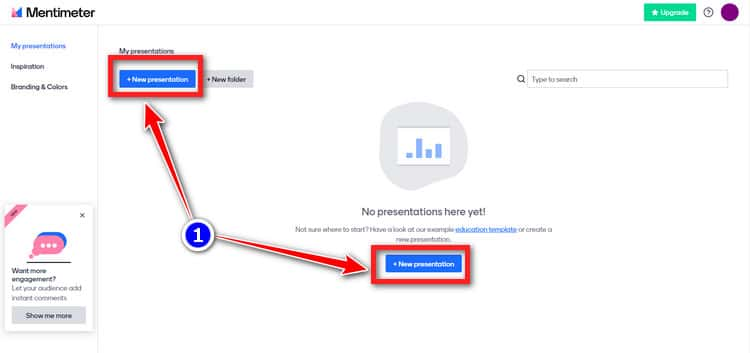 Mentimeter
★ Upgrade
?
My presentations
Inspiration
Branding & Colors
My presentations
+ New presentation
+ New folder
Type to search
No presentations here yet!
Not sure where to start? Have a look at our example education template or create a
new presentation.
+ New presentation
1
Want more
engagement?
Let your audience add
instant comments
Show me more